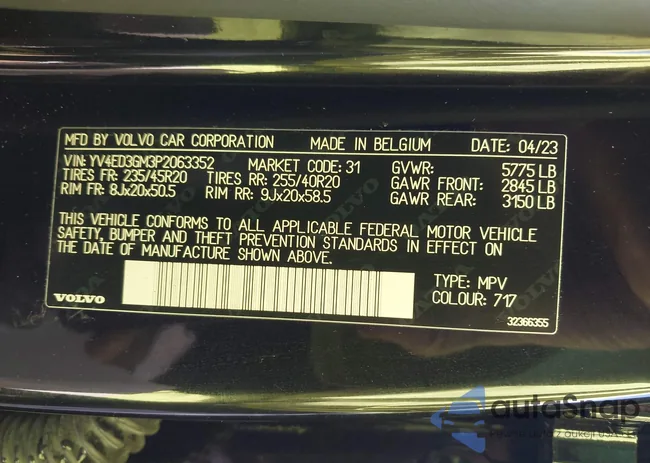 MFD BY VOLVO CAR CORPORATION MADE IN BELGIUM DATE: 04/23
VIN: YV4ED3GM3P2063352 MARKET CODE: 31 GVWR: 5775 LB
TIRES FR: 235/45R20 TIRES RR: 255/40R20 GAWR FRONT: 2845 LB
RIM FR: 8Jx20x50.5 RIM RR: 9Jx20x58.5 GAWR REAR: 3150 LB
THIS VEHICLE CONFORMS TO ALL APPLICABLE FEDERAL MOTOR VEHICLE
SAFETY, BUMPER AND THEFT PREVENTION STANDARDS IN EFFECT ON
THE DATE OF MANUFACTURE SHOWN ABOVE.
TYPE: MPV
COLOUR: 717
VOLVO
32366355
autoSnap